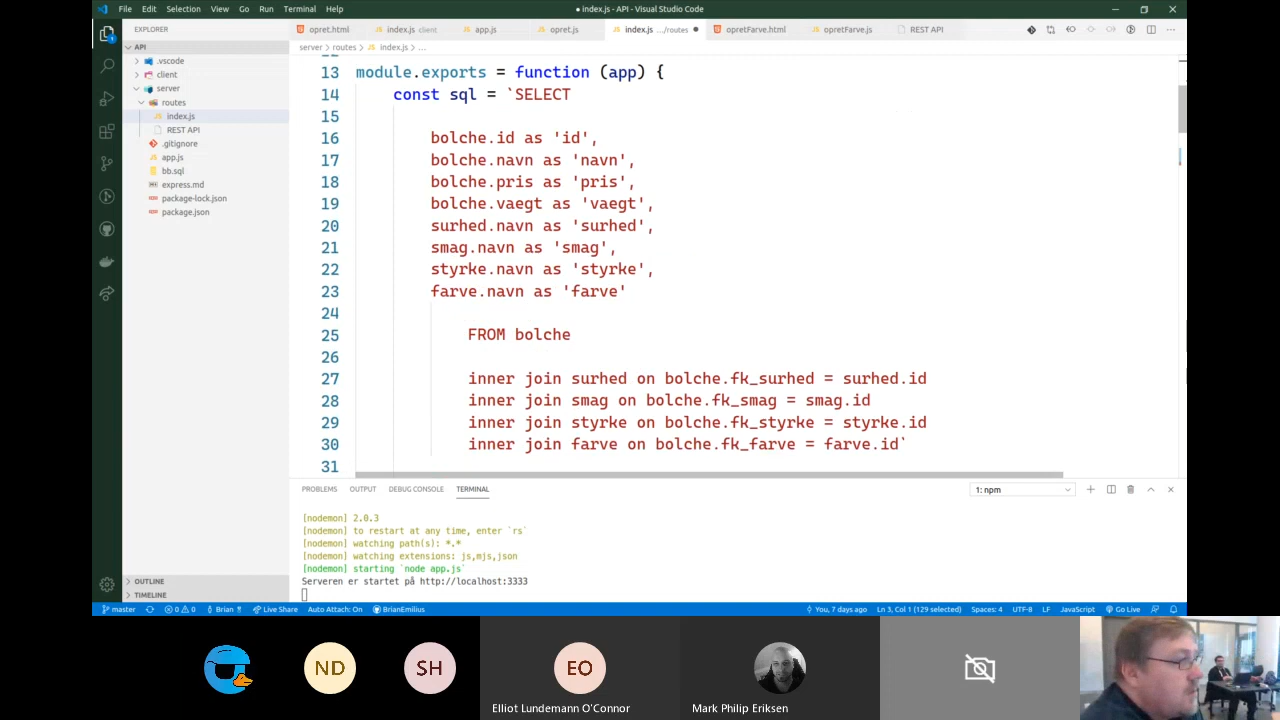 File Edit Selection View Go Run Terminal Help
● index.js - API - Visual Studio Code
EXPLORER
API
.vscode
client
server
routes
index.js
REST API
.gitignore
app.js
bb.sql
express.md
package-lock.json
package.json
OUTLINE
TIMELINE
opret.html index.js client app.js opret.js index.js .../routes ● opretFarve.html opretFarve.js REST API
server > routes > index.js > ...
13 module.exports = function (app) {
14 const sql = `SELECT
15
16 bolche.id as 'id',
17 bolche.navn as 'navn',
18 bolche.pris as 'pris',
19 bolche.vaegt as 'vaegt',
20 surhed.navn as 'surhed',
21 smag.navn as 'smag',
22 styrke.navn as 'styrke',
23 farve.navn as 'farve'
24
25 FROM bolche
26
27 inner join surhed on bolche.fk_surhed = surhed.id
28 inner join smag on bolche.fk_smag = smag.id
29 inner join styrke on bolche.fk_styrke = styrke.id
30 inner join farve on bolche.fk_farve = farve.id`
31
PROBLEMS OUTPUT DEBUG CONSOLE TERMINAL
1: npm
[nodemon] 2.0.3
[nodemon] to restart at any time, enter `rs`
[nodemon] watching path(s): *.*
[nodemon] watching extensions: js,mjs,json
[nodemon] starting `node app.js`
Serveren er startet på http://localhost:3333
master 0 0 Brian Live Share Auto Attach: On BrianEmilius You, 7 days ago Ln 3, Col 1 (129 selected) Spaces: 4 UTF-8 LF JavaScript Go Live
ND
SH
EO
Elliot Lundemann O'Connor
Mark Philip Eriksen